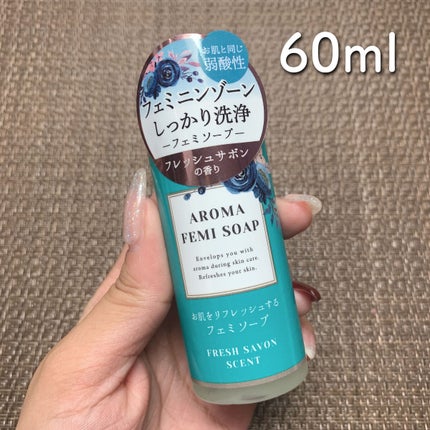 60ml
お肌と同じ
弱酸性
フェミニンゾーン
しっかり洗浄
ーフェミソープー
フレッシュサボン
の香り
AROMA
FEMI SOAP
Envelops you with
aroma during skin care.
Refreshes your skin.
お肌をリフレッシュする
フェミソープ
FRESH SAVON
SCENT